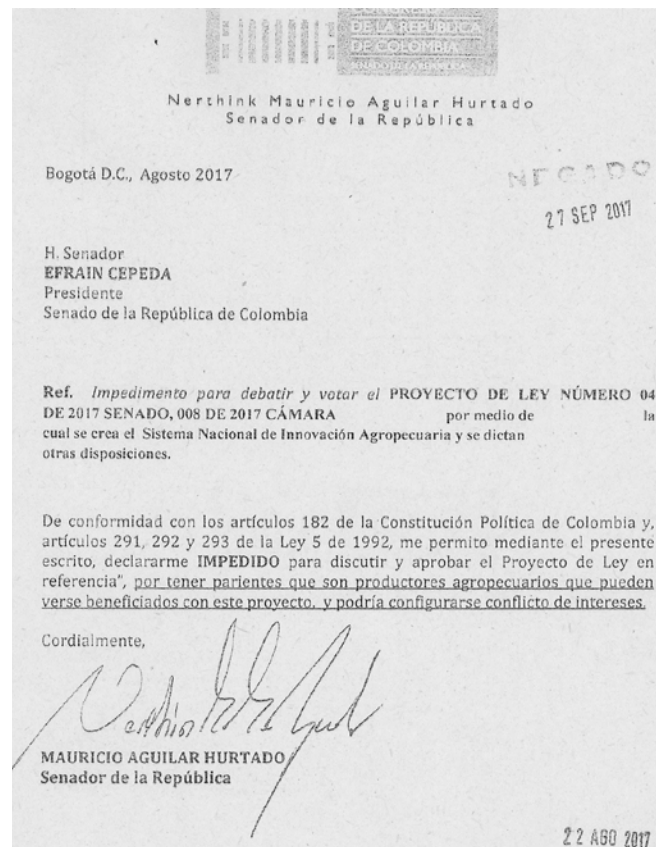 DE LA REPÚBLICA
DE COLOMBIA
Nerthink Mauricio Aguilar Hurtado
Senador de la República
Bogotá D.C., Agosto 2017
NEGADO
27 SEP 2017
H. Senador
EFRAIN CEPEDA
Presidente
Senado de la República de Colombia
Ref. Impedimento para debatir y votar el PROYECTO DE LEY NÚMERO 04
DE 2017 SENADO, 008 DE 2017 CÁMARA por medio de la
cual se crea el Sistema Nacional de Innovación Agropecuaria y se dictan
otras disposiciones.
De conformidad con los artículos 182 de la Constitución Política de Colombia y,
artículos 291, 292 y 293 de la Ley 5 de 1992, me permito mediante el presente
escrito, declararme IMPEDIDO para discutir y aprobar el Proyecto de Ley en
referencia", por tener parientes que son productores agropecuarios que pueden
verse beneficiados con este proyecto, y podría configurarse conflicto de intereses.
Cordialmente,
MAURICIO AGUILAR HURTADO
Senador de la República
22 AGO 2017